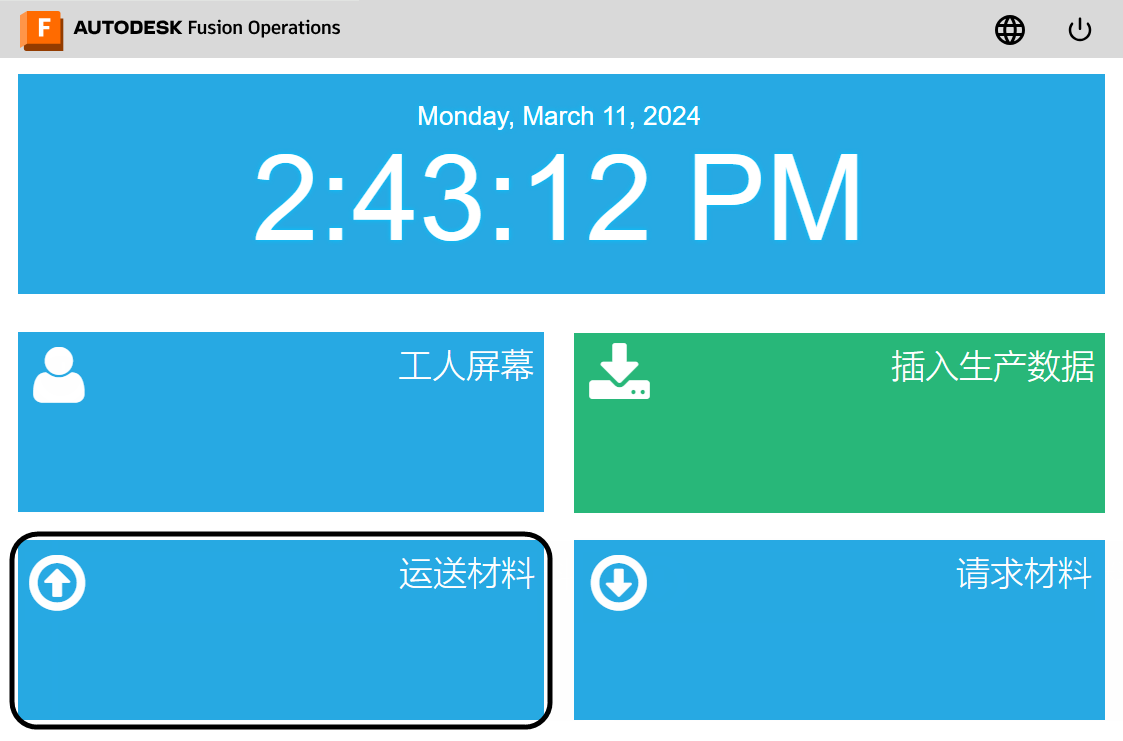 F AUTODESK Fusion Operations
Monday, March 11, 2024
2:43:12 PM
工人屏幕
插入生产数据
运送材料
请求材料